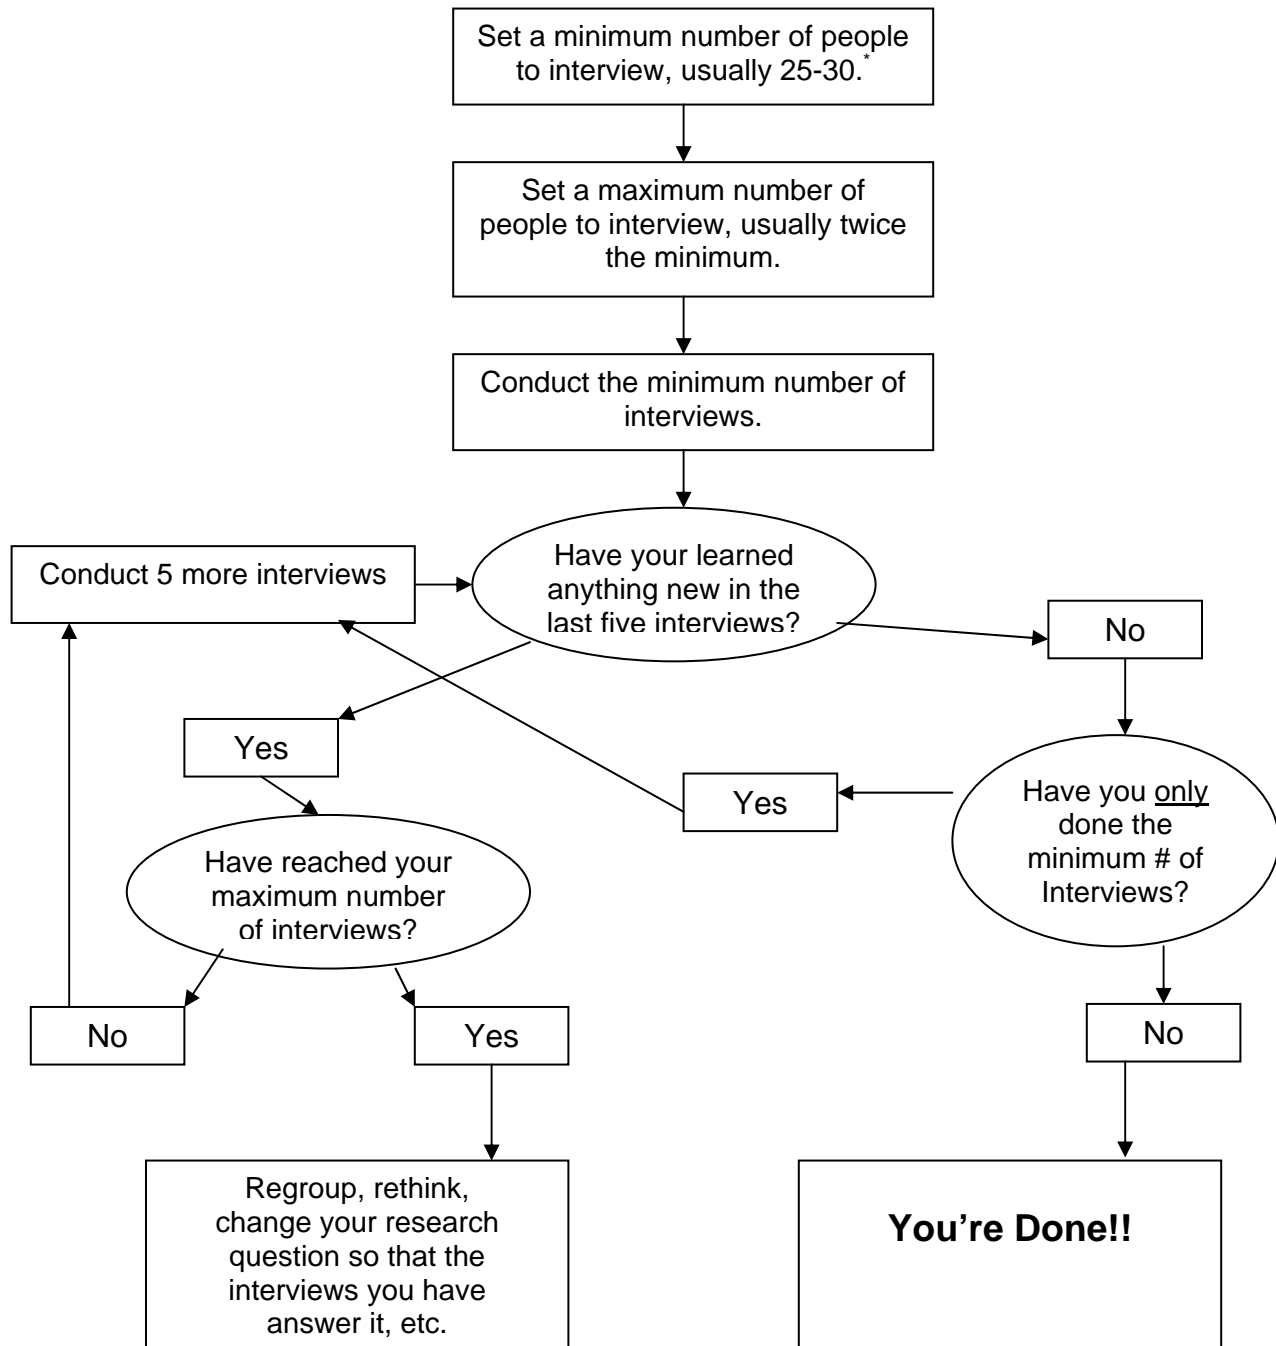 Set a minimum number of people
to interview, usually 25-30.*
Set a maximum number of
people to interview, usually twice
the minimum.
Conduct the minimum number of
interviews.
Conduct 5 more interviews
Have your learned
anything new in the
last five interviews?
No
Yes
Yes
Have you only
done the
minimum # of
Interviews?
Have reached your
maximum number
of interviews?
No
Yes
No
Regroup, rethink,
change your research
question so that the
interviews you have
answer it, etc.
You're Done!!